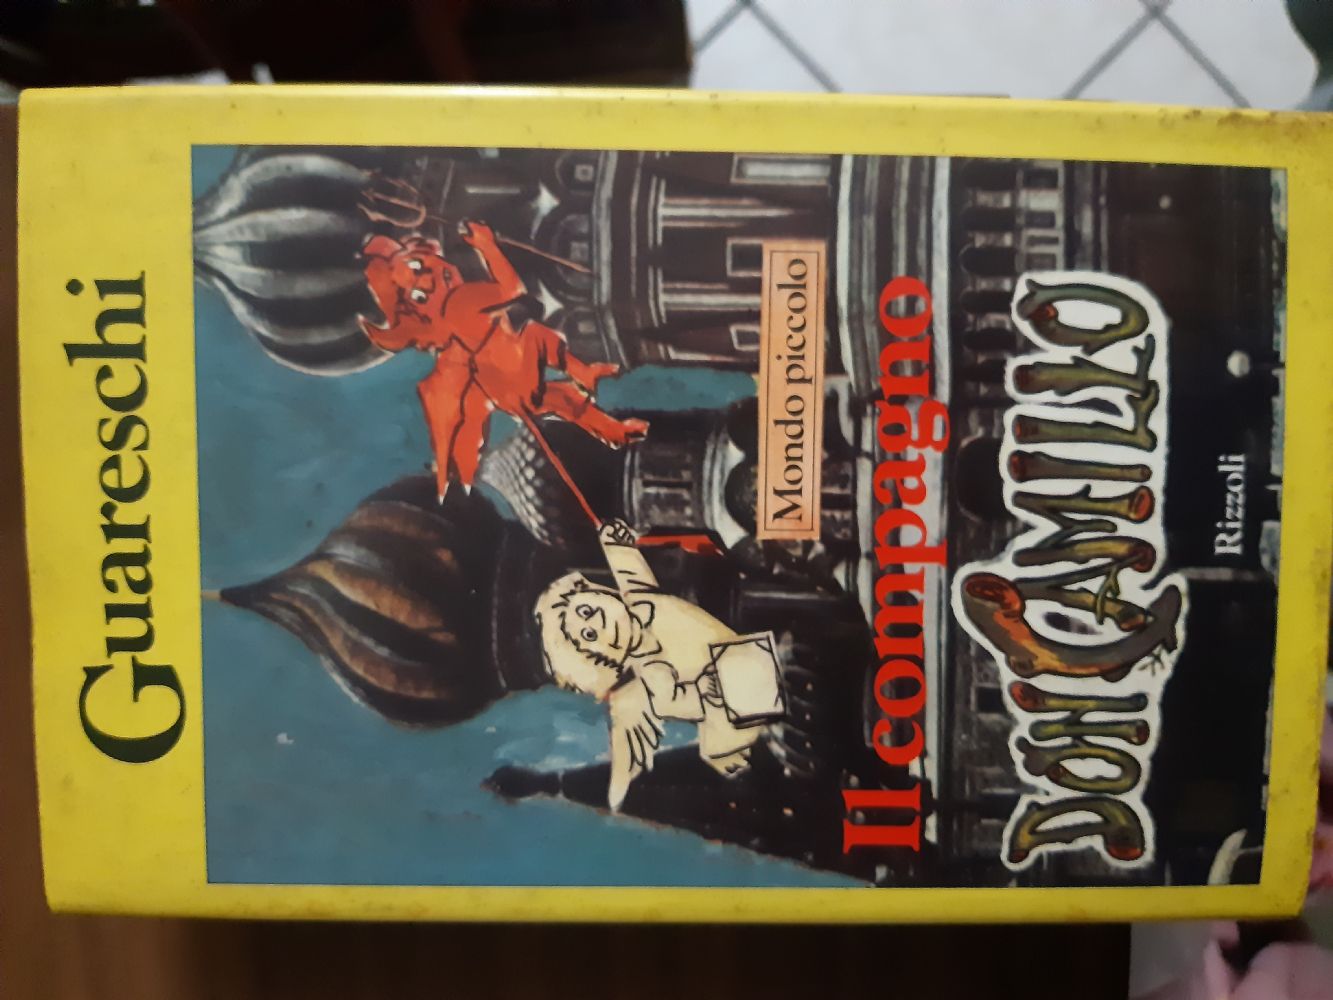 Guareschi
Mondo piccolo
Il compagno
DON CAMILLO
Rizzoli